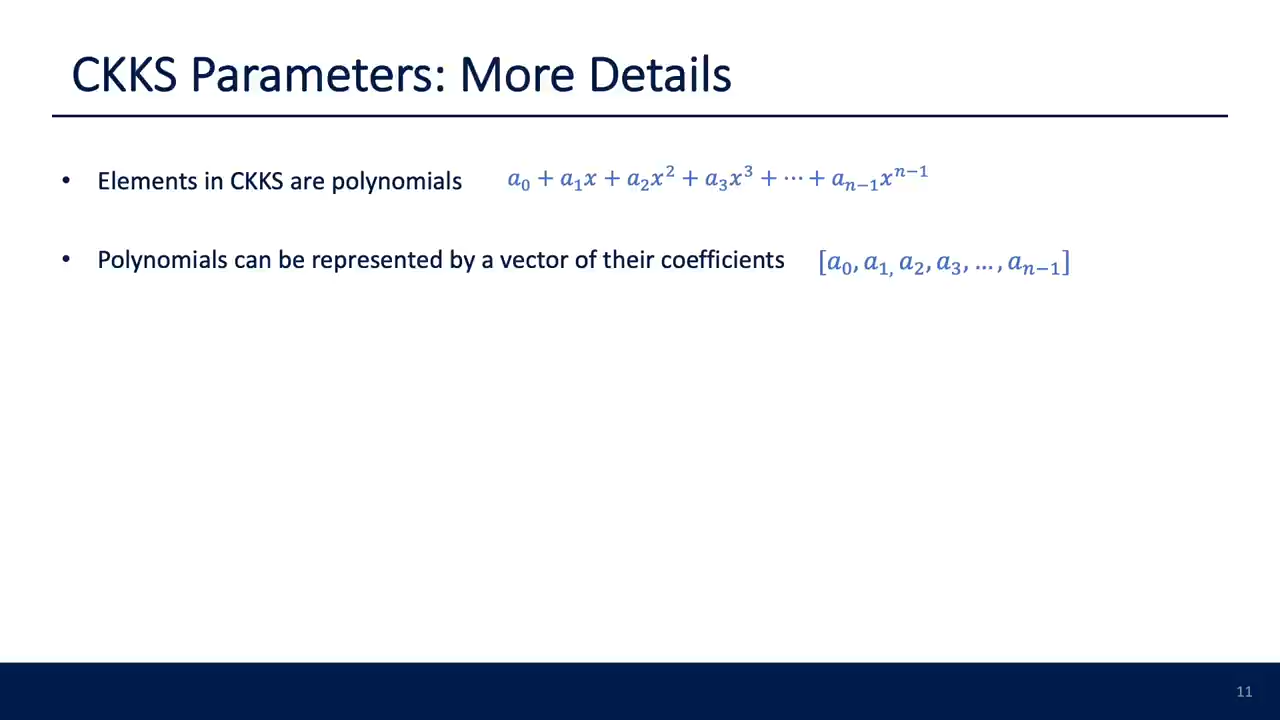 CKKS Parameters: More Details
• Elements in CKKS are polynomials a₀ + a₁x + a₂x² + a₃x³ + ⋯ + aₙ₋₁xⁿ⁻¹
• Polynomials can be represented by a vector of their coefficients [a₀, a₁, a₂, a₃, … , aₙ₋₁]
11